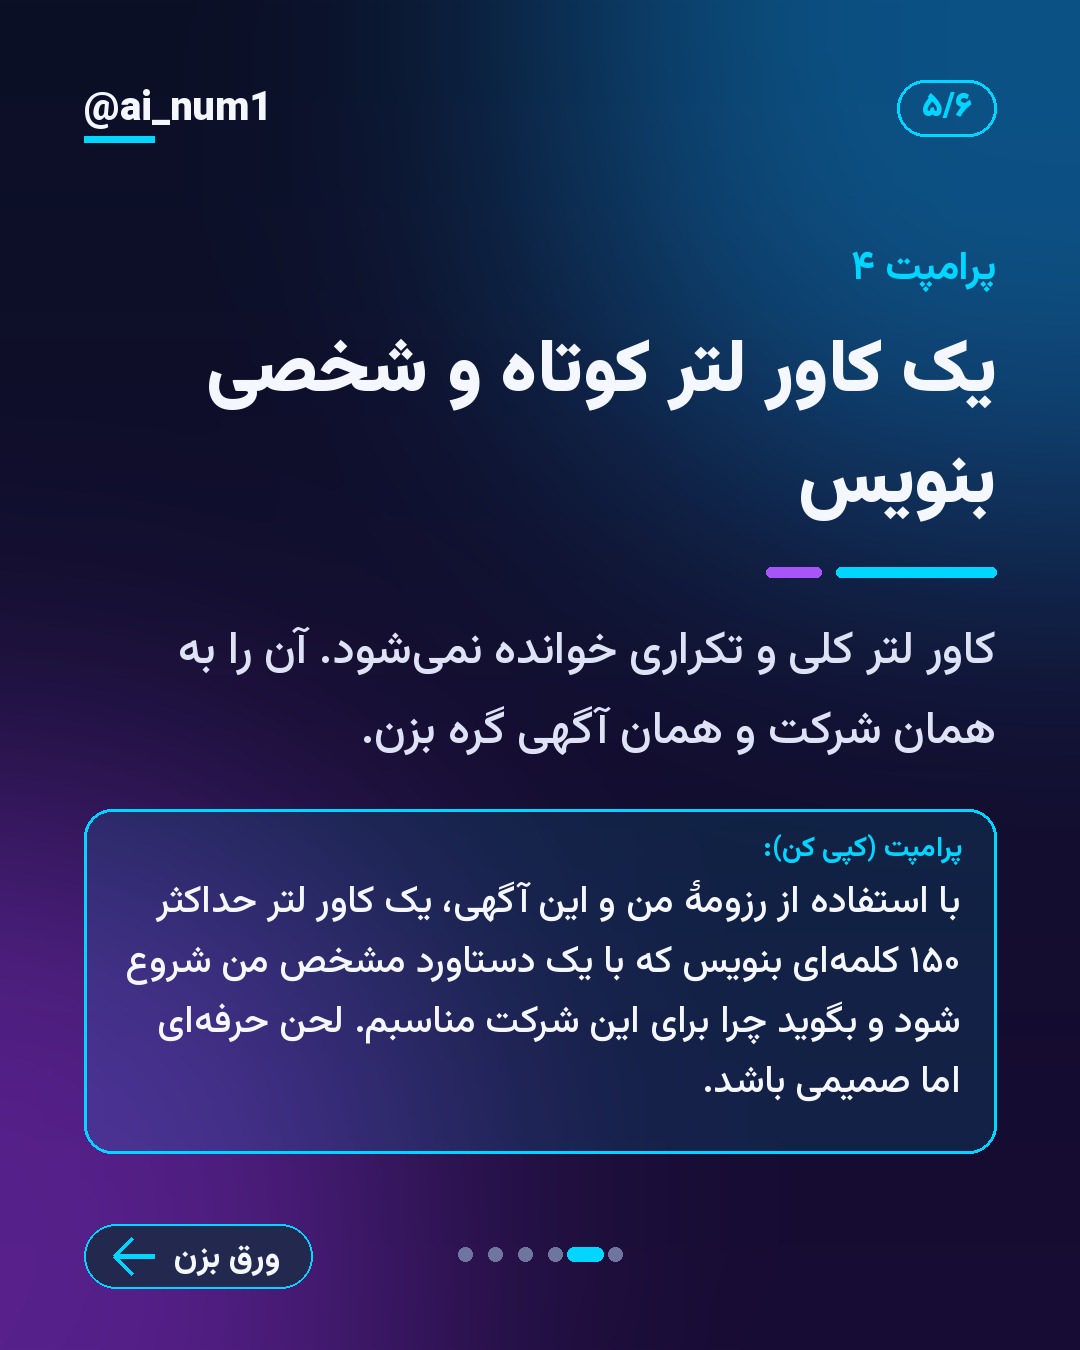 @ai_num1
۵/۶
پرامپت ۴
یک کاور لتر کوتاه و شخصی
بنویس
کاور لتر کلی و تکراری خوانده نمی‌شود. آن را به
همان شرکت و همان آگهی گره بزن.
پرامپت (کپی کن):
با استفاده از رزومهٔ من و این آگهی، یک کاور لتر حداکثر
۱۵۰ کلمه‌ای بنویس که با یک دستاورد مشخص من شروع
شود و بگوید چرا برای این شرکت مناسبم. لحن حرفه‌ای
اما صمیمی باشد.
ورق بزن